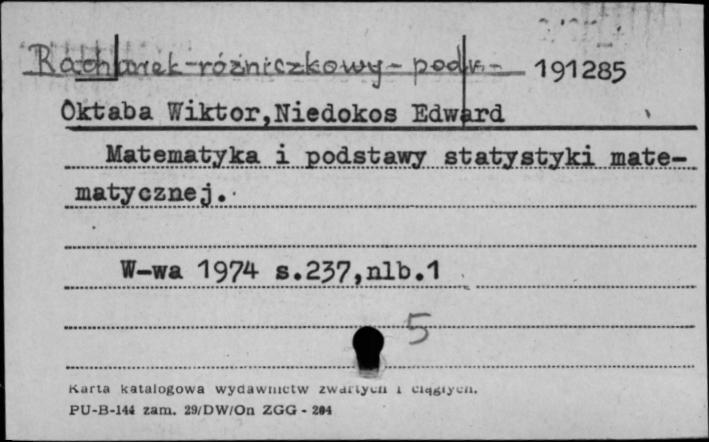 Rachunek różniczkowy - podr. - 191285
Oktaba Wiktor,Niedokos Edward
Matematyka i podstawy statystyki mate-
matycznej.
W-wa 1974 s.237,nlb.1
5
Karta katalogowa wydawnictw zwartych i ciągłych.
PU-B-144 zam. 29/DW/On ZGG - 204